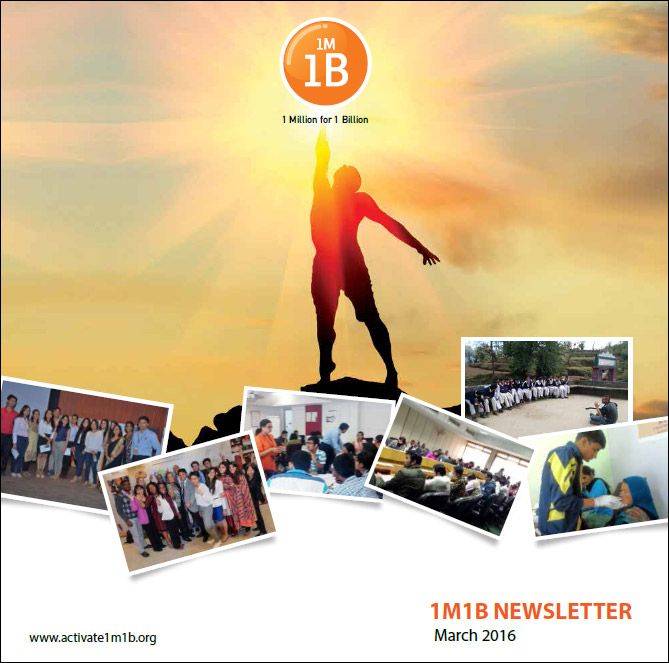 1M
1B
1 Million for 1 Billion
1M1B NEWSLETTER
March 2016
www.activate1m1b.org